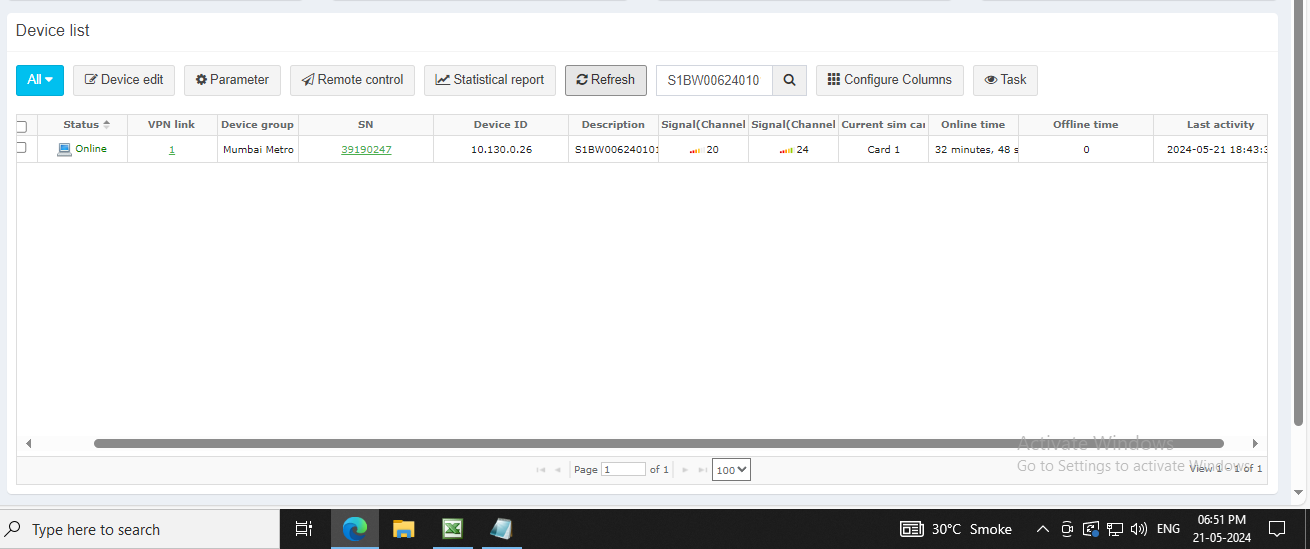 Device list
All Device edit Parameter Remote control Statistical report Refresh S1BW00624010 Configure Columns Task
Status VPN link Device group SN Device ID Description Signal(Channel Signal(Channel Current sim car Online time Offline time Last activity
Online 1 Mumbai Metro 39190247 10.130.0.26 S1BW006240101 20 24 Card 1 32 minutes, 48 s 0 2024-05-21 18:43:3
Activate Windows
Go to Settings to activate Windows.
Page 1 of 1 100 View 1 - 1 of 1
Type here to search 30°C Smoke ENG 06:51 PM
21-05-2024